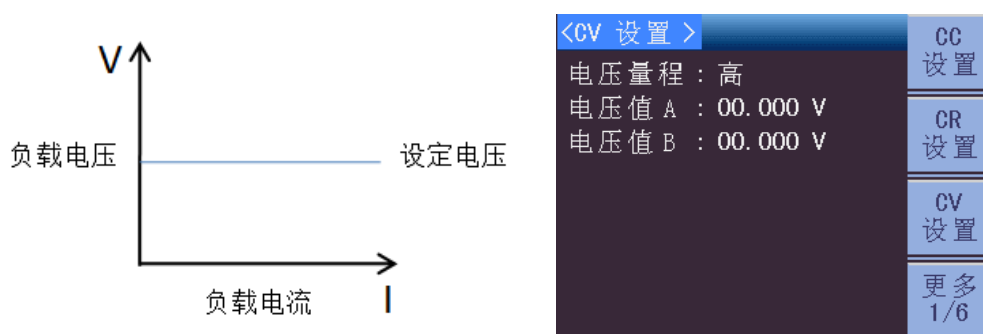 V
负载电压
设定电压
负载电流
I
<CV 设置 >
电压量程 : 高
电压值 A : 00.000 V
电压值 B : 00.000 V
CC
设置
CR
设置
CV
设置
更多
1/6